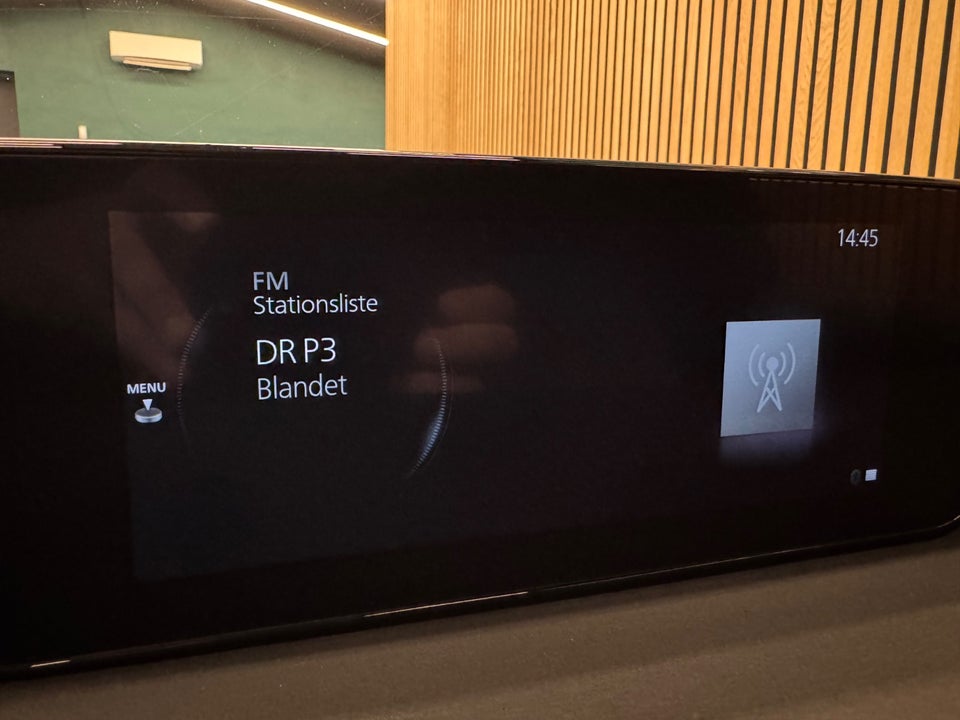 14:45
FM
Stationsliste
DR P3
Blandet
MENU